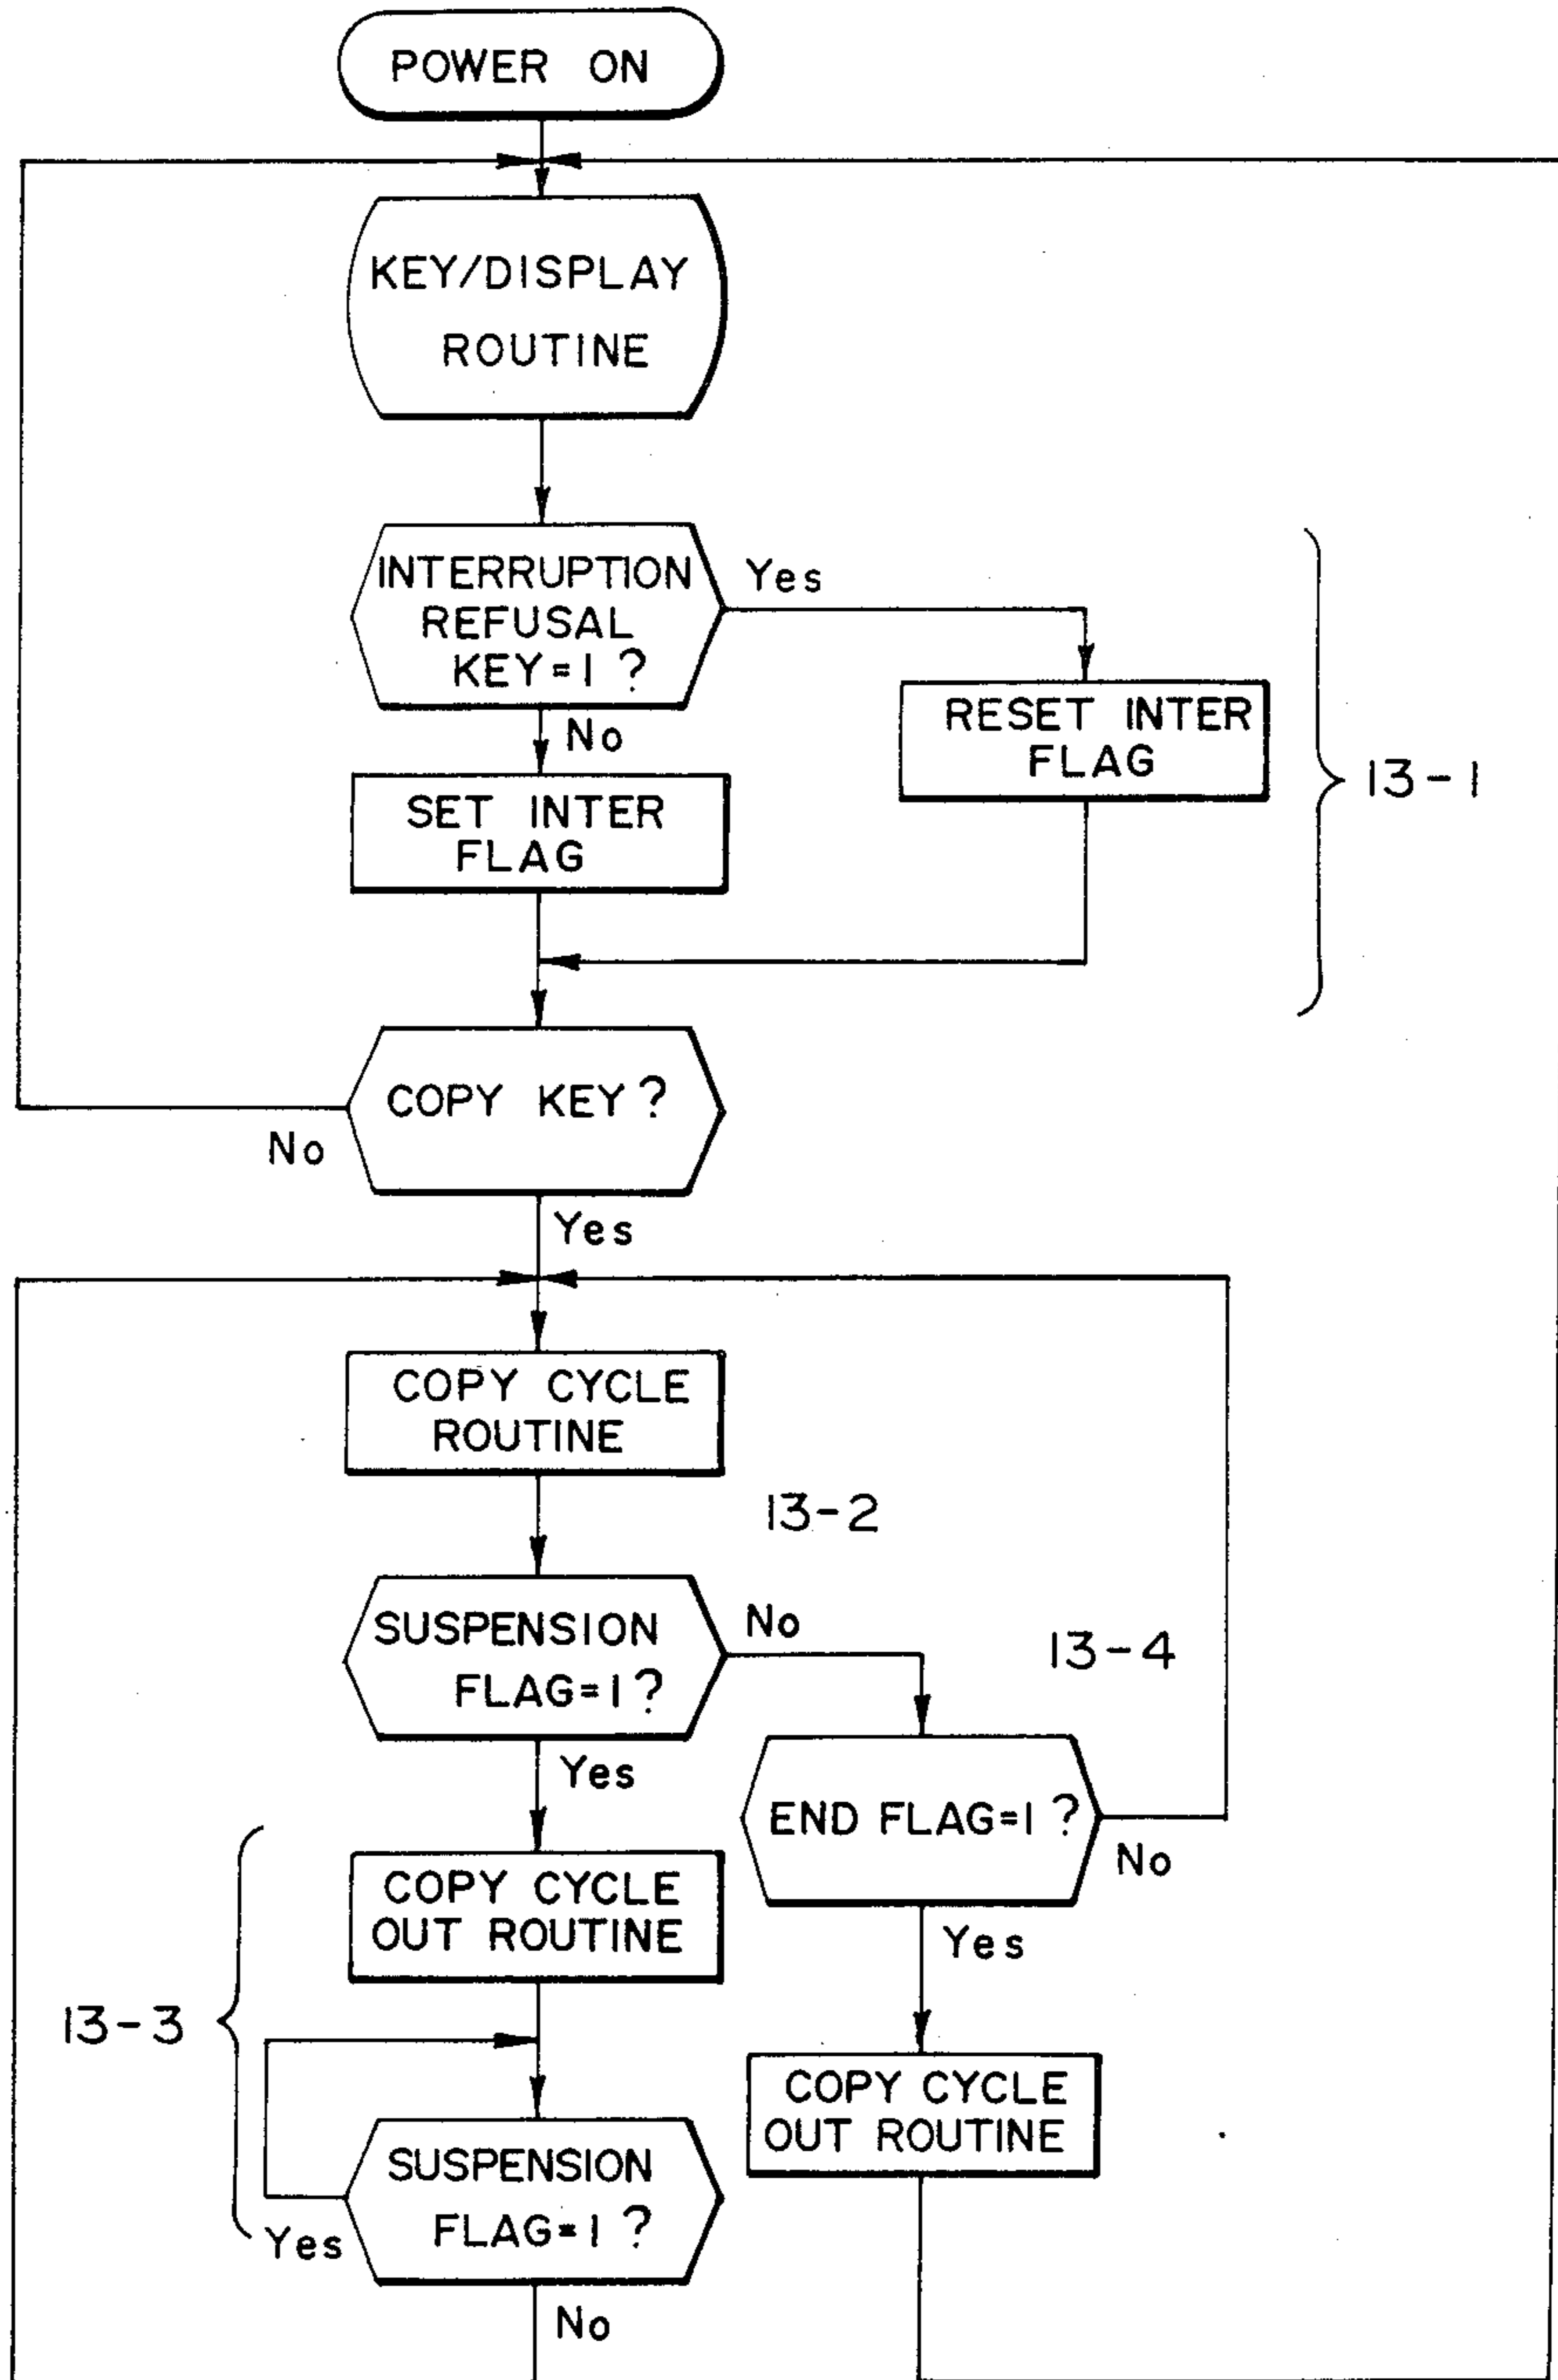 POWER ON
KEY/DISPLAY
ROUTINE
INTERRUPTION
REFUSAL
KEY=1 ?
Yes
No
RESET INTER
FLAG
SET INTER
FLAG
13-1
COPY KEY ?
No
Yes
COPY CYCLE
ROUTINE
13-2
SUSPENSION
FLAG=1 ?
No
13-4
Yes
END FLAG=1 ?
No
COPY CYCLE
OUT ROUTINE
Yes
13-3
COPY CYCLE
OUT ROUTINE
SUSPENSION
FLAG=1 ?
Yes
No